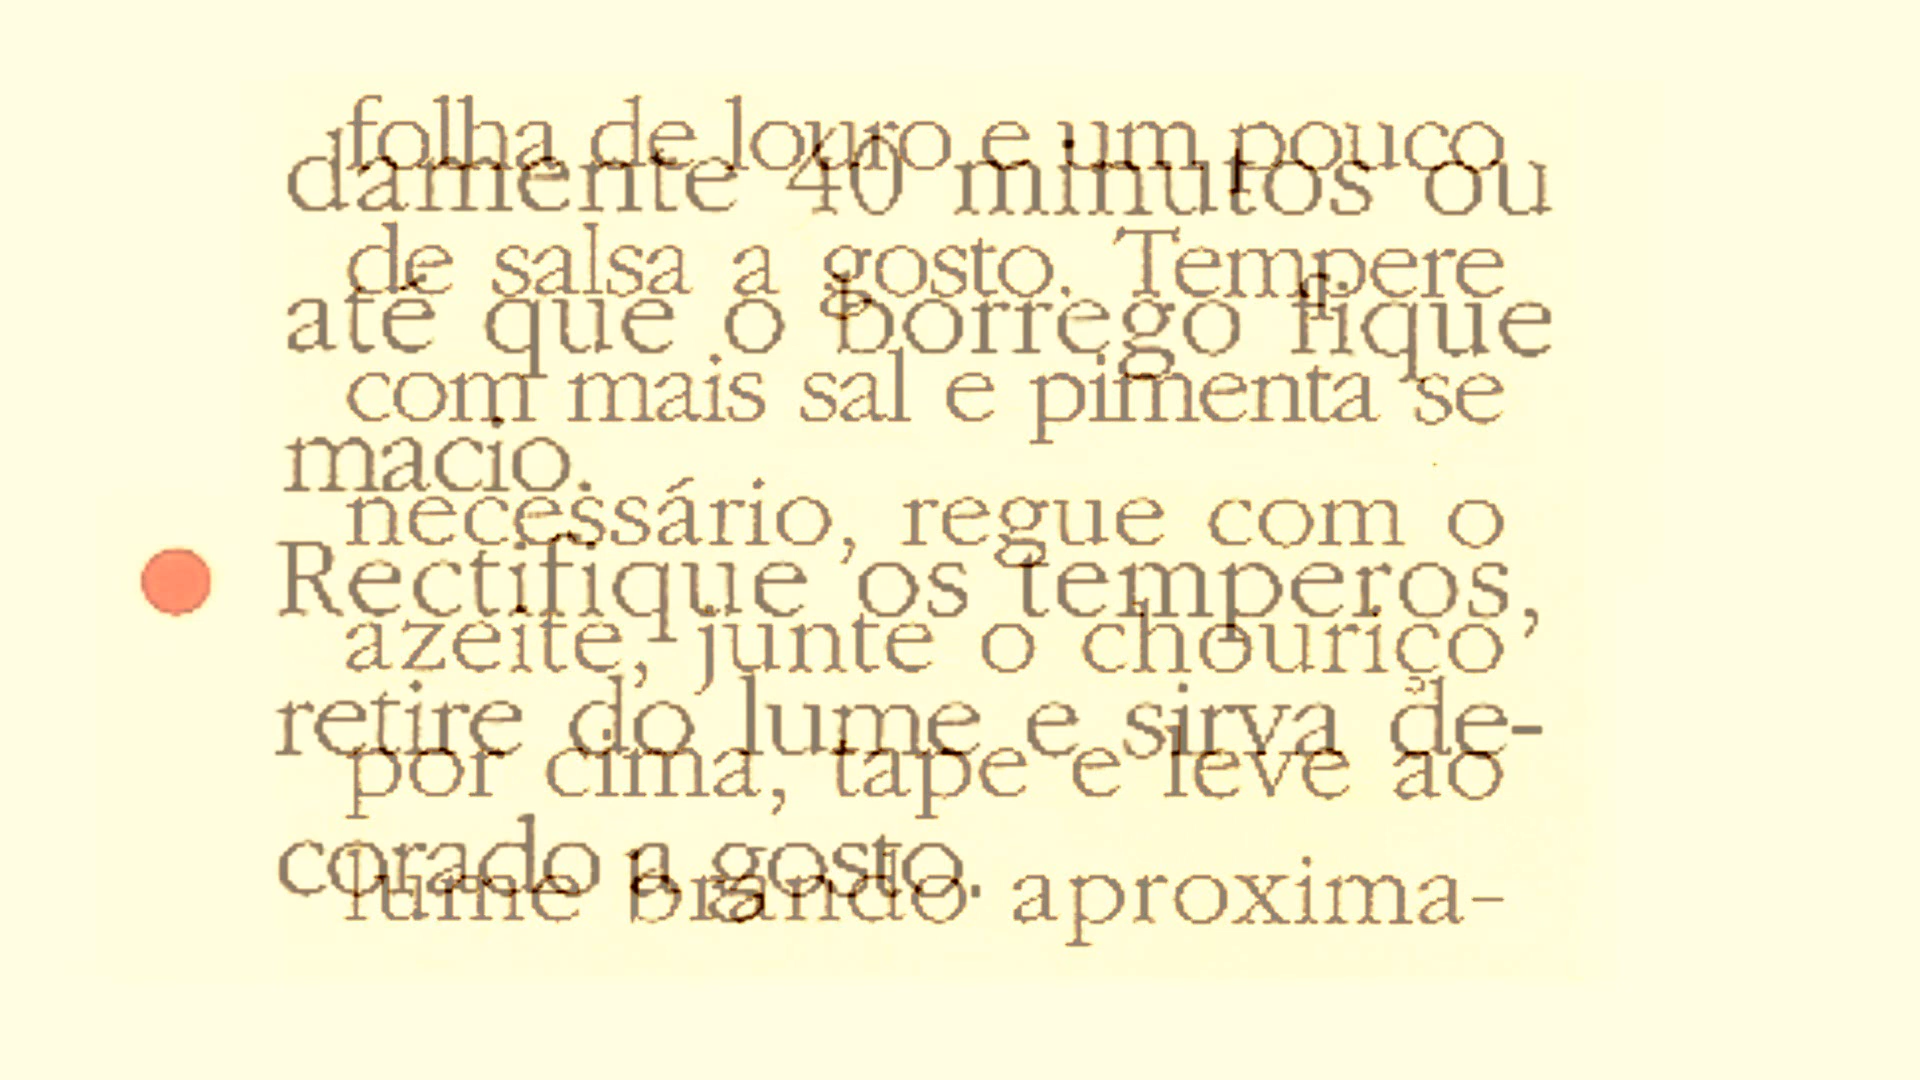 folha de louro e um pouco
de salsa a gosto. Tempere
com mais sal e pimenta se
necessário, regue com o
azeite, junte o chouriço
por cima, tape e leve ao
lume brando aproxima-
damente 40 minutos ou
até que o borrego fique
macio.
Rectifique os temperos,
retire do lume e sirva de-
corado a gosto.